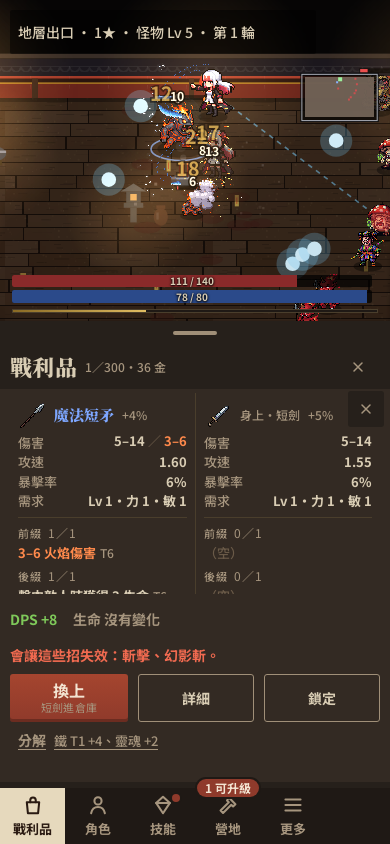 地層出口 · 1★ · 怪物 Lv 5 · 第 1 輪
12 10
217
813
18
6
111 / 140
78 / 80
戰利品 1／300 · 36 金 ×
×
魔法短矛 +4%
傷害 5–14 ／ 3–6
攻速 1.60
暴擊率 6%
需求 Lv 1 · 力 1 · 敏 1
前綴 1／1
3–6 火焰傷害 T6
後綴 1／1
身上 · 短劍 +5%
傷害 5–14
攻速 1.55
暴擊率 6%
需求 Lv 1 · 力 1 · 敏 1
前綴 0／1
（空）
後綴 0／1
DPS +8 生命 沒有變化
會讓這些招失效：斬擊、幻影斬。
換上
短劍進倉庫
詳細
鎖定
分解 鐵 T1 +4、靈魂 +2
1 可升級
戰利品
角色
技能
營地
更多